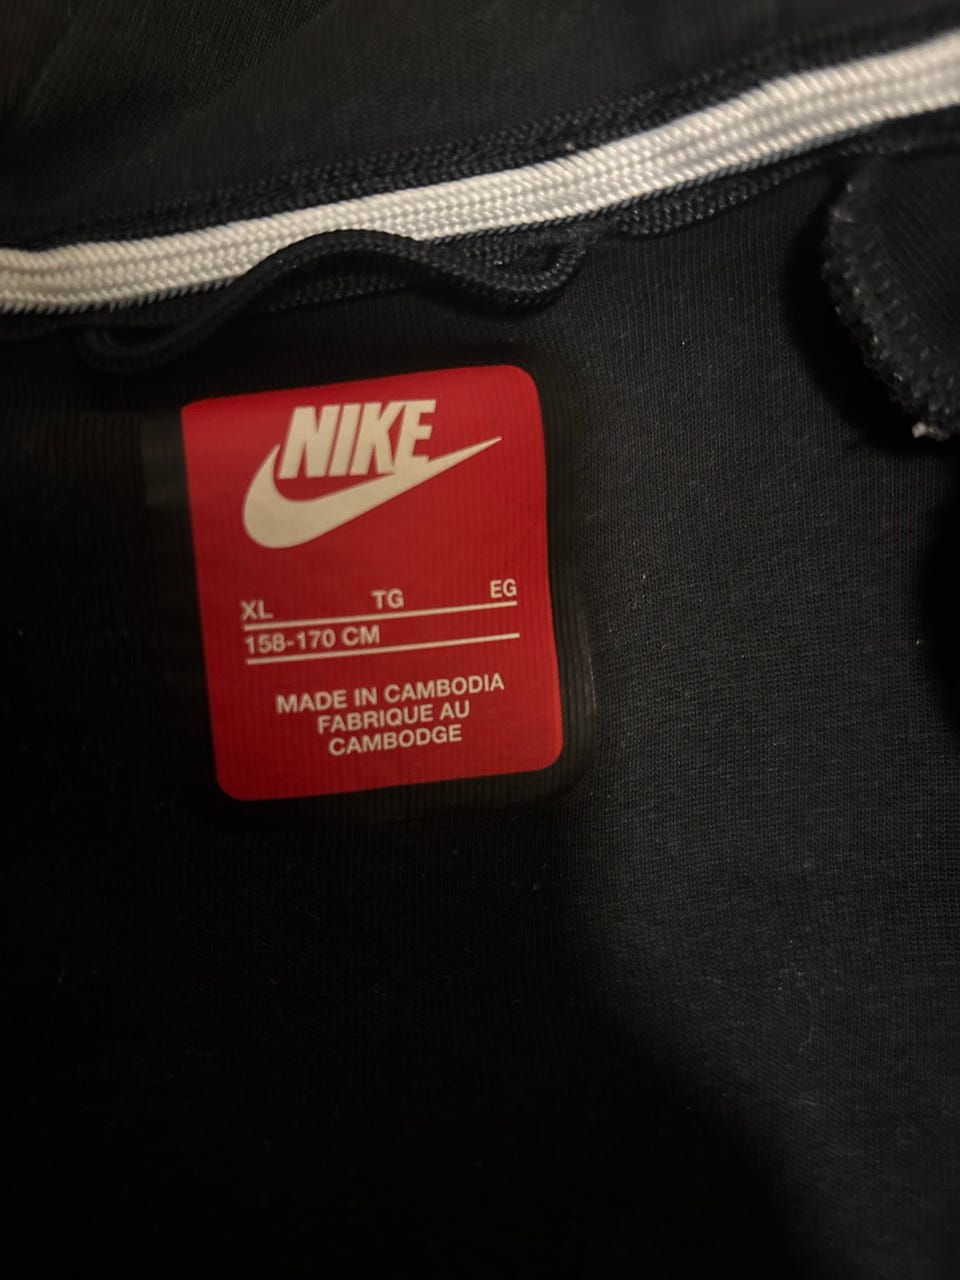 NIKE
XL TG EG
158-170 CM
MADE IN CAMBODIA
FABRIQUE AU
CAMBODGE